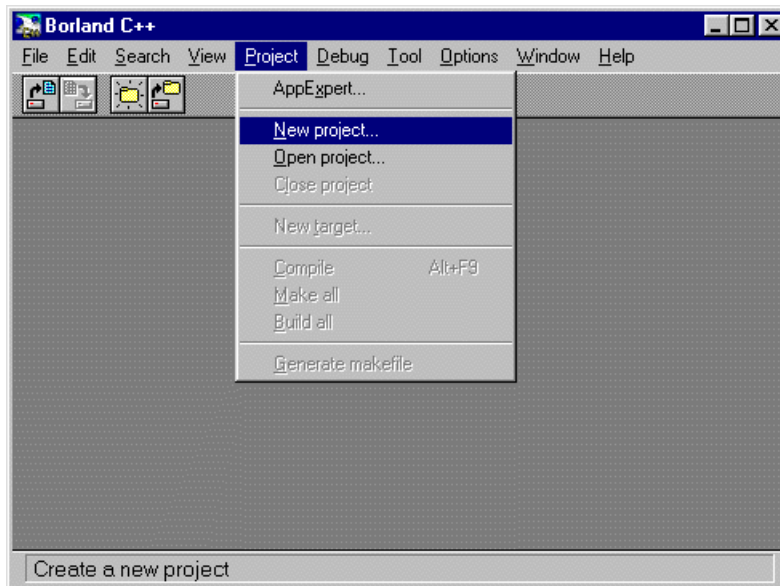 Borland C++
File Edit Search View Project Debug Tool Options Window Help
AppExpert...
New project...
Open project...
Close project
New target...
Compile Alt+F9
Make all
Build all
Generate makefile
Create a new project